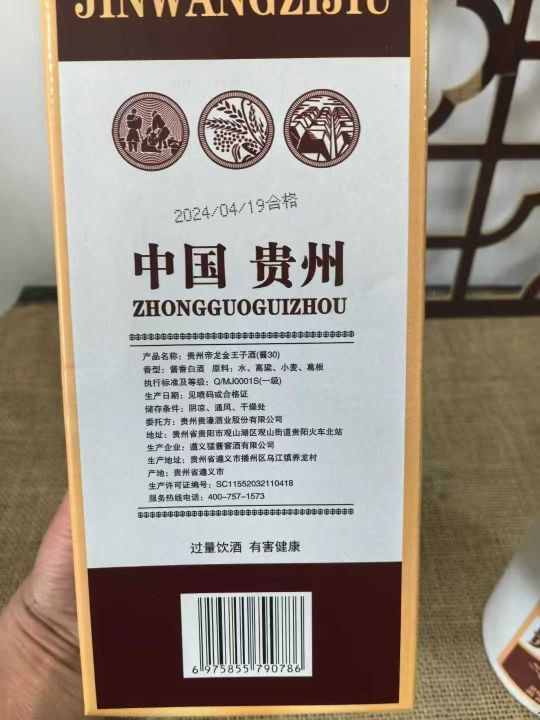 JINWANGZIJIU
2024/04/19合格
中国 贵州
ZHONGGUOGUIZHOU
产品名称：贵州帝龙金王子酒(酱30)
香型：酱香白酒 原料：水、高粱、小麦、葛根
执行标准及等级：Q/MJ0001S(一级)
生产日期：见喷码或合格证
储存条件：阴凉、通风、干燥处
委托方：贵州贵濠酒业股份有限公司
地址：贵州省贵阳市观山湖区观山街道贵阳火车北站
生产企业：遵义猛酱窖酒有限公司
生产地址：贵州省遵义市播州区乌江镇养龙村
产地：贵州省遵义市
生产许可证编号：SC11552032110418
服务热线电话：400-757-1573
过量饮酒 有害健康
6 975855 790786